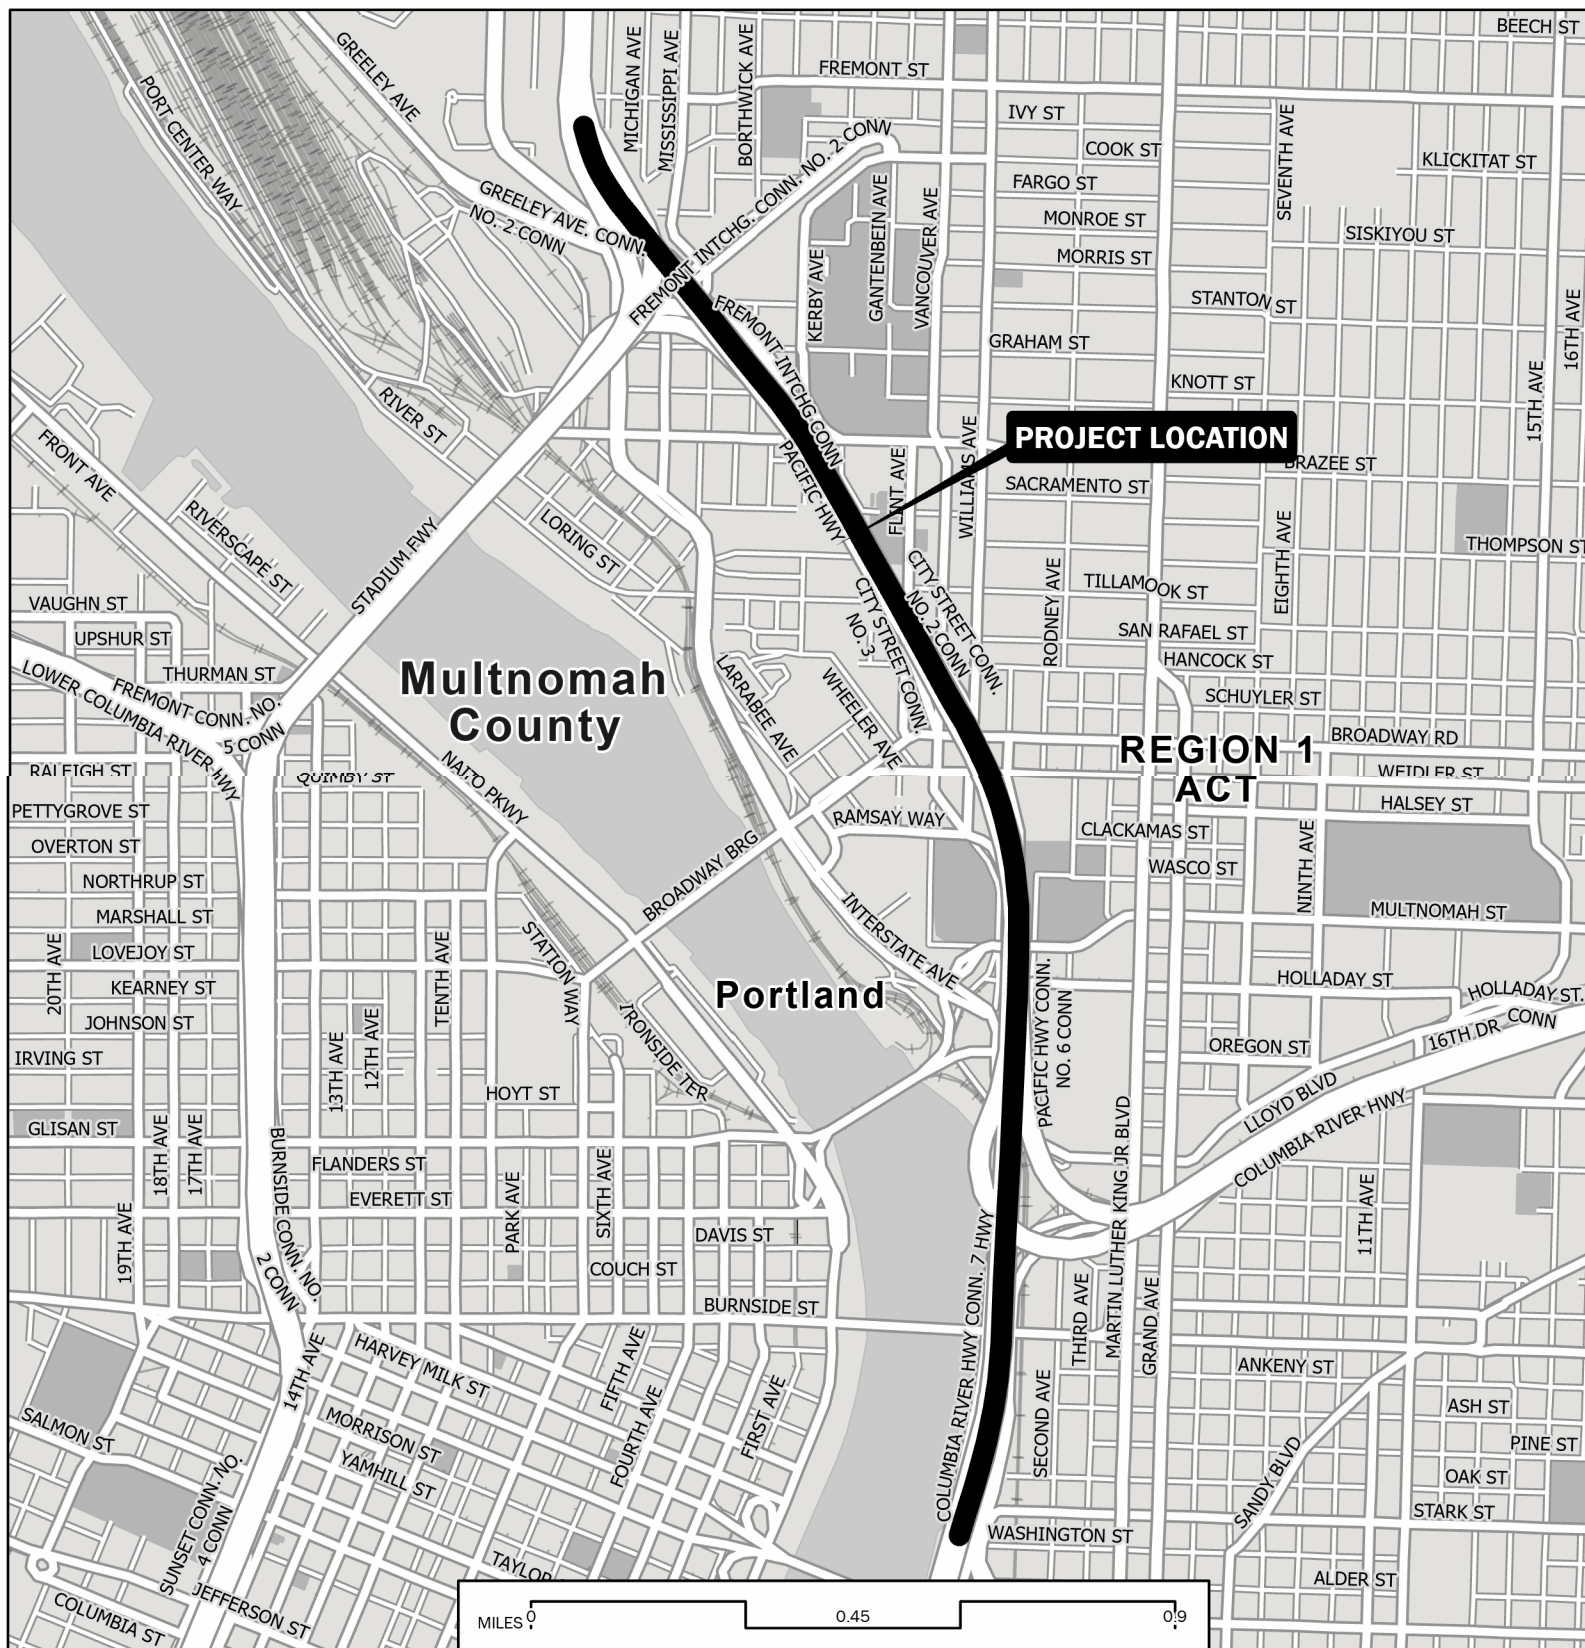 BEECH ST
GREELEY AVE
MICHIGAN AVE
MISSISSIPPI AVE
BORTHWICK AVE
FREMONT ST
PORT CENTER WAY
IVY ST
SEVENTH AVE
COOK ST
KLICKITAT ST
FREMONT INTCHG. CONN. NO. 2 CONN
FARGO ST
GREELEY AVE. CONN.
NO. 2 CONN
GANTENBEIN AVE
VANCOUVER AVE
MONROE ST
SISKIYOU ST
MORRIS ST
KERBY AVE
STANTON ST
16TH AVE
FREMONT INTCHG CONN
GRAHAM ST
KNOTT ST
15TH AVE
RIVER ST
PROJECT LOCATION
FRONT AVE
PACIFIC HWY
FLINT AVE
WILLIAMS AVE
BRAZEE ST
SACRAMENTO ST
RIVERSCAPE ST
LORING ST
STADIUM FWY
EIGHTH AVE
THOMPSON ST
CITY STREET CONN.
NO. 2 CONN
CITY STREET CONN.
NO. 3
RODNEY AVE
TILLAMOOK ST
VAUGHN ST
UPSHUR ST
SAN RAFAEL ST
THURMAN ST
HANCOCK ST
LOWER COLUMBIA RIVER HWY
FREMONT CONN. NO.
5 CONN
Multnomah
County
LARRABEE AVE
WHEELER AVE
SCHUYLER ST
BROADWAY RD
REGION 1
ACT
RALEIGH ST
QUIMBY ST
NAITO PKWY
WEIDLER ST
PETTYGROVE ST
RAMSAY WAY
HALSEY ST
CLACKAMAS ST
OVERTON ST
BROADWAY BRG
WASCO ST
NINTH AVE
NORTHRUP ST
MARSHALL ST
MULTNOMAH ST
INTERSTATE AVE
20TH AVE
LOVEJOY ST
TENTH AVE
STATION WAY
KEARNEY ST
Portland
HOLLADAY ST
HOLLADAY ST.
CONN
JOHNSON ST
IRONSIDE TER
PACIFIC HWY CONN.
NO. 6 CONN
16TH DR
IRVING ST
13TH AVE
12TH AVE
OREGON ST
HOYT ST
LLOYD BLVD
COLUMBIA RIVER HWY
GLISAN ST
18TH AVE
17TH AVE
BURNSIDE CONN. NO.
2 CONN
FLANDERS ST
EVERETT ST
19TH AVE
PARK AVE
SIXTH AVE
DAVIS ST
COUCH ST
BURNSIDE ST
COLUMBIA RIVER HWY CONN. 7 HWY
MARTIN LUTHER KING JR BLVD
11TH AVE
THIRD AVE
GRAND AVE
14TH AVE
HARVEY MILK ST
FIFTH AVE
FOURTH AVE
FIRST AVE
SECOND AVE
ANKENY ST
ASH ST
SALMON ST
MORRISON ST
YAMHILL ST
SANDY BLVD
PINE ST
OAK ST
STARK ST
SUNSET CONN. NO.
4 CONN
WASHINGTON ST
TAYLOR
ALDER ST
JEFFERSON ST
COLUMBIA ST
MILES 0 0.45 0.9